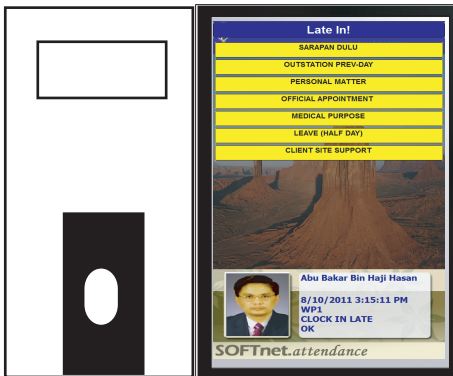 Late In!
SARAPAN DULU
OUTSTATION PREV-DAY
PERSONAL MATTER
OFFICIAL APPOINTMENT
MEDICAL PURPOSE
LEAVE (HALF DAY)
CLIENT SITE SUPPORT
Abu Bakar Bin Haji Hasan
8/10/2011 3:15:11 PM
WP1
CLOCK IN LATE
OK
SOFTnet.attendance